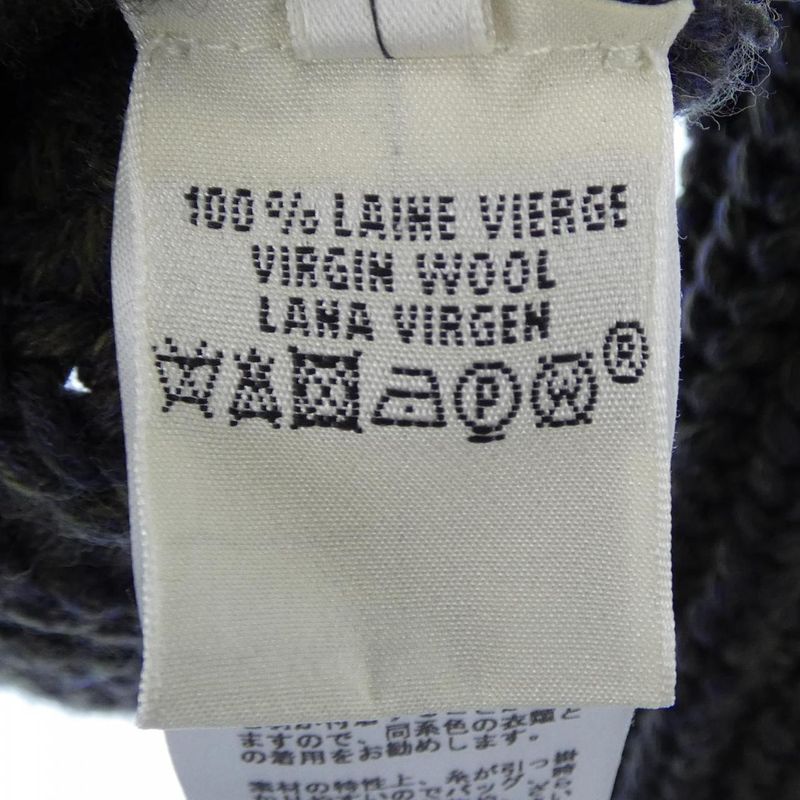 100% LAINE VIERGE
VIRGIN WOOL
LANA VIRGEN
P W ®
ますので、同系色の衣類と
の着用をお勧めします。
素材の特性上、糸が引っ掛